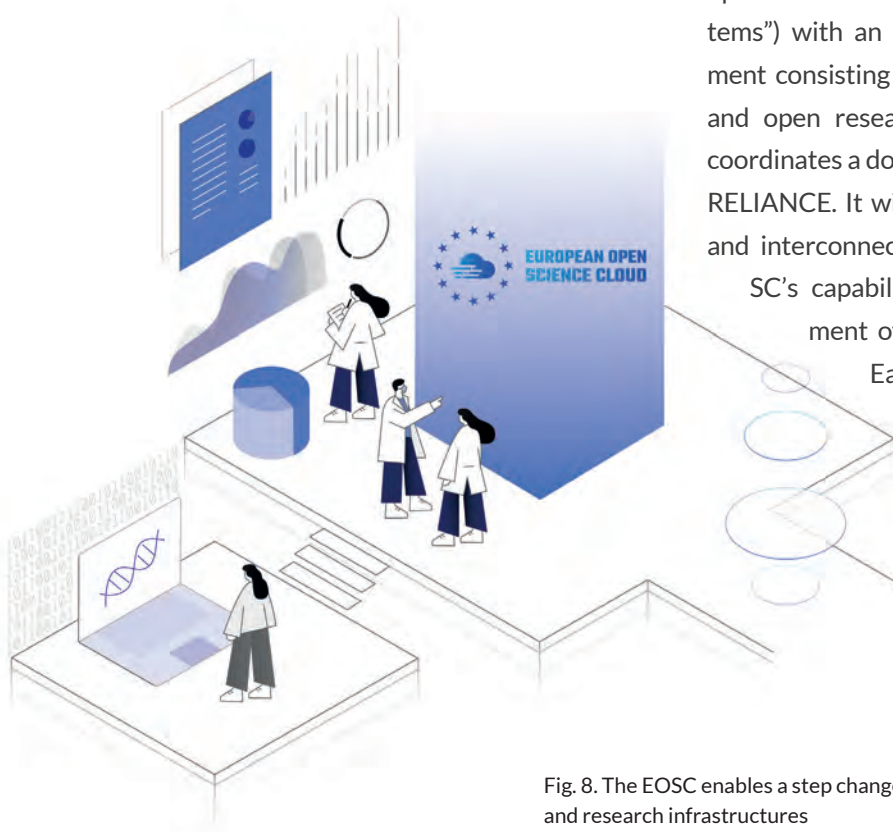 tems”) with an
ment consisting
and open resea
coordinates a do
RELIANCE. It wi
and interconnec
SC’s capabil
ment o
Ea
EUROPEAN OPEN
SCIENCE CLOUD
Fig. 8. The EOSC enables a step change
and research infrastructures